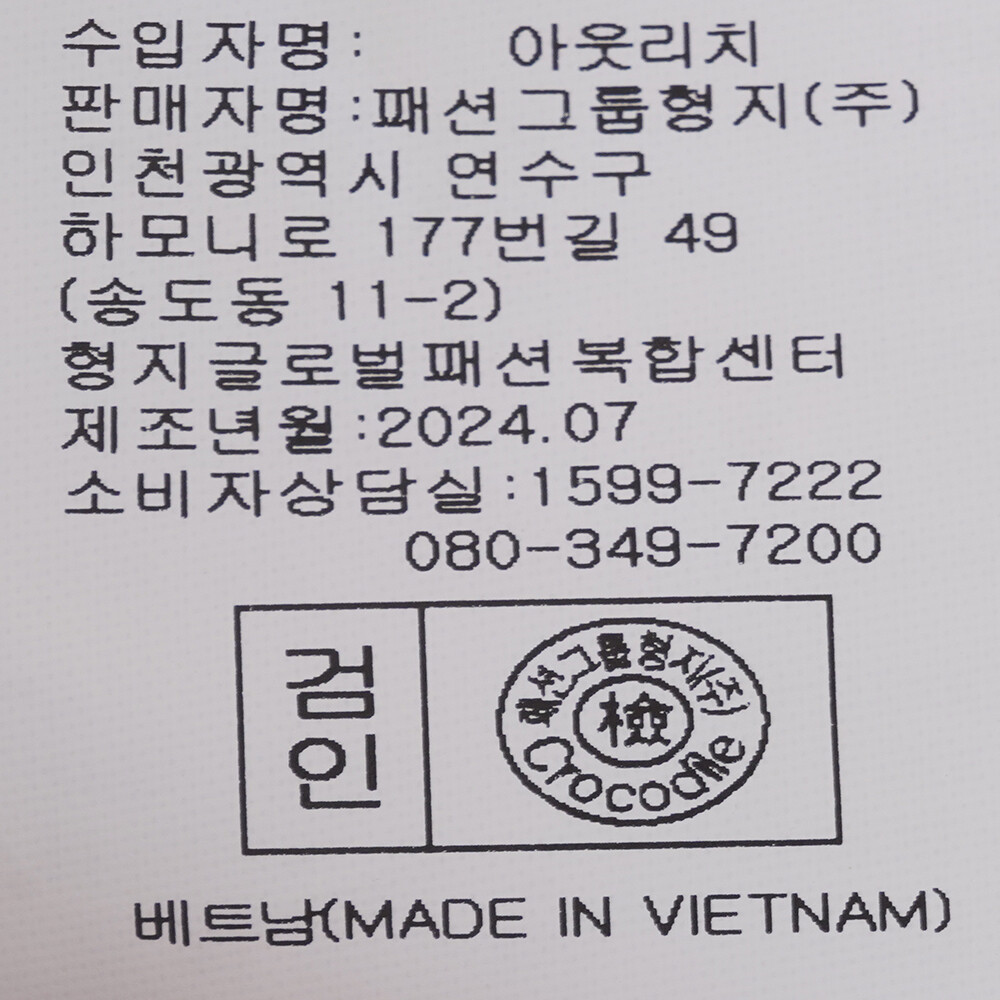 수입자명: 아웃리치
판매자명:패션그룹형지(주)
인천광역시 연수구
하모니로 177번길 49
(송도동 11-2)
형지글로벌패션복합센터
제조년월:2024.07
소비자상담실:1599-7222
080-349-7200
검인
패션그룹형지(주)
檢
Crocodile
베트남(MADE IN VIETNAM)